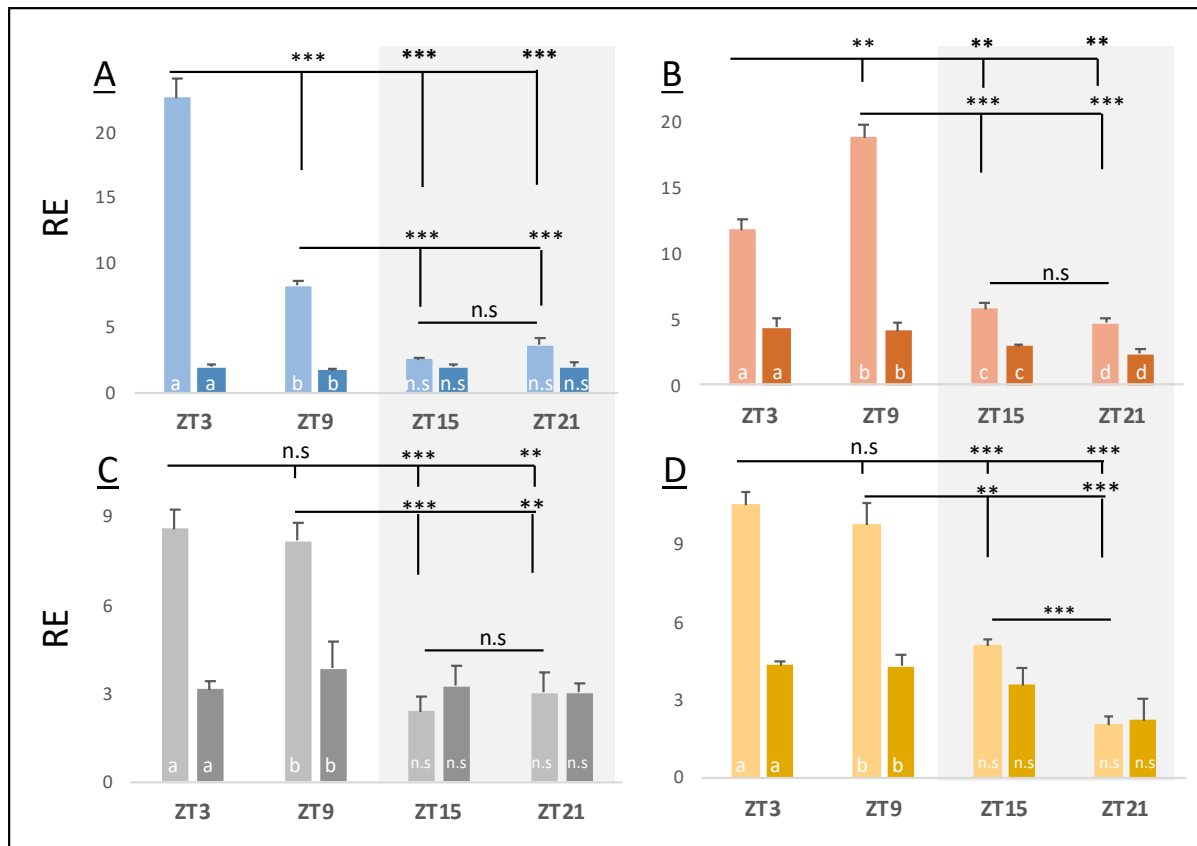 A
*** *** ***
20
*** ***
15
RE
10
n.s
5
a a b b n.s n.s n.s n.s
0
ZT3 ZT9 ZT15 ZT21
B
** ** **
*** ***
20
15
RE
10
n.s
5
a a b b c c d d
0
ZT3 ZT9 ZT15 ZT21
C
n.s *** **
*** **
9
RE
6
n.s
3
a a b b n.s n.s n.s n.s
0
ZT3 ZT9 ZT15 ZT21
D
n.s *** ***
** ***
9
6
***
3
a a b b n.s n.s n.s n.s
0
ZT3 ZT9 ZT15 ZT21